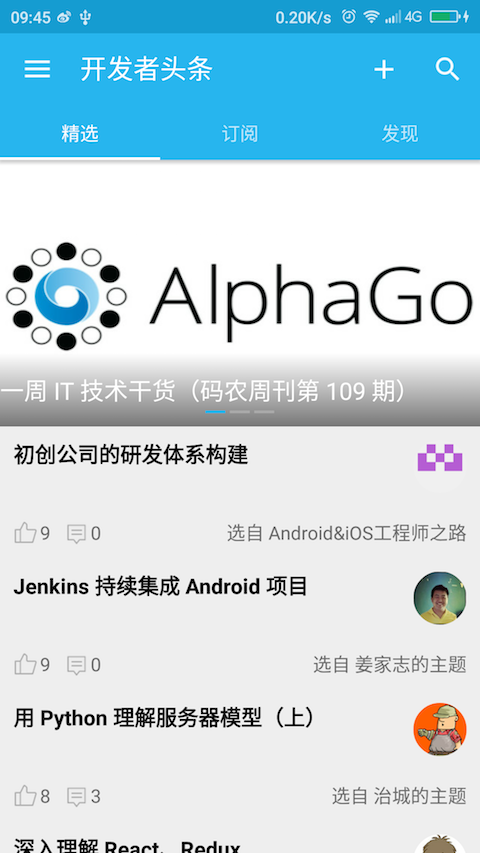 09:45 0.20K/s 4G
开发者头条
精选 订阅 发现
AlphaGo
一周 IT 技术干货（码农周刊第 109 期）
初创公司的研发体系构建
9 0 选自 Android&iOS工程师之路
Jenkins 持续集成 Android 项目
9 0 选自 姜家志的主题
用 Python 理解服务器模型（上）
8 3 选自 治城的主题
深入理解 React、Redux